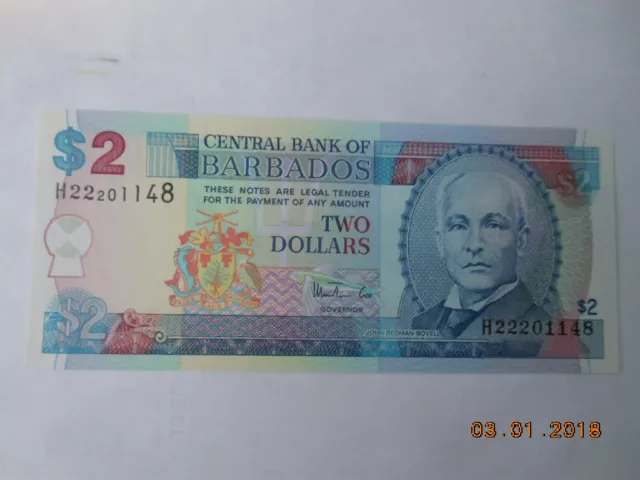 $2
CENTRAL BANK OF
BARBADOS
H22201148
THESE NOTES ARE LEGAL TENDER
FOR THE PAYMENT OF ANY AMOUNT
TWO
DOLLARS
$2
GOVERNOR
JOHN REDMAN BOVELL
$2
$2
H22201148
03.01.2018